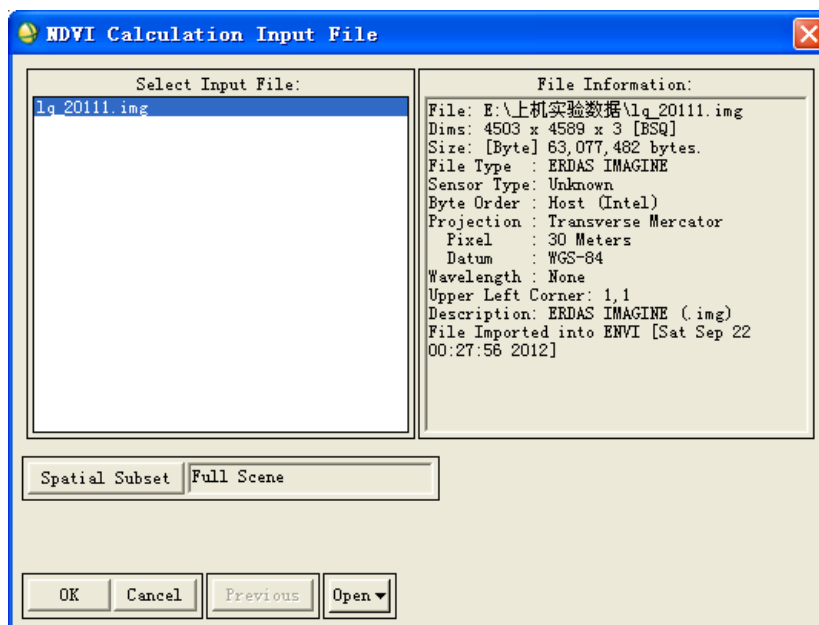 NDVI Calculation Input File
Select Input File:
lq_20111.img
File Information:
File: E:\上机实验数据\lq_20111.img
Dims: 4503 x 4589 x 3 [BSQ]
Size: [Byte] 63,077,482 bytes.
File Type : ERDAS IMAGINE
Sensor Type: Unknown
Byte Order : Host (Intel)
Projection : Transverse Mercator
Pixel : 30 Meters
Datum : WGS-84
Wavelength : None
Upper Left Corner: 1,1
Description: ERDAS IMAGINE (.img)
File Imported into ENVI [Sat Sep 22
00:27:56 2012]
Spatial Subset Full Scene
OK Cancel Previous Open